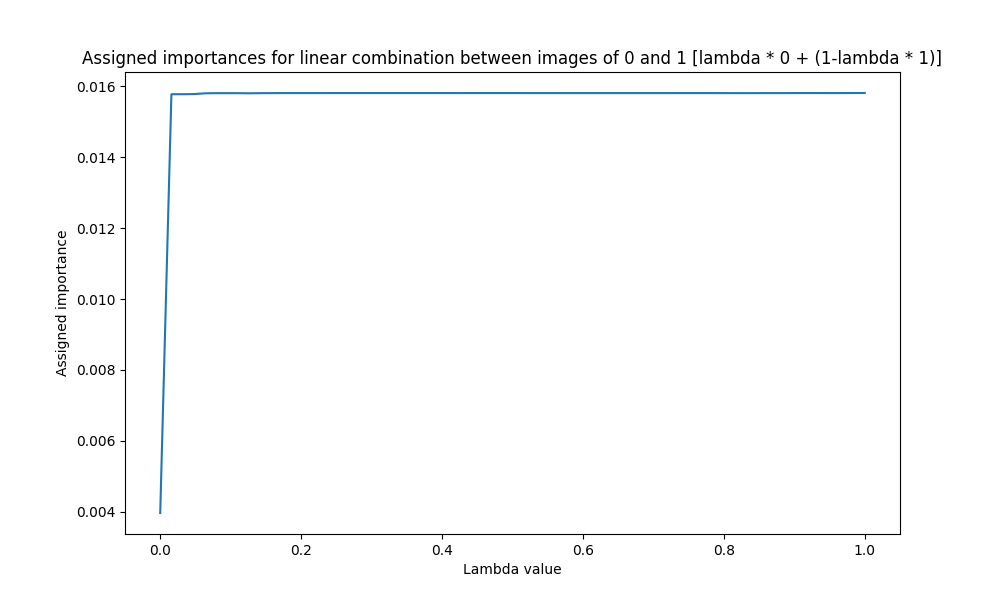 Assigned importances for linear combination between images of 0 and 1 [lambda * 0 + (1-lambda * 1)]
0.016
0.014
0.012
0.010
0.008
0.006
0.004
Assigned importance
0.0 0.2 0.4 0.6 0.8 1.0
Lambda value